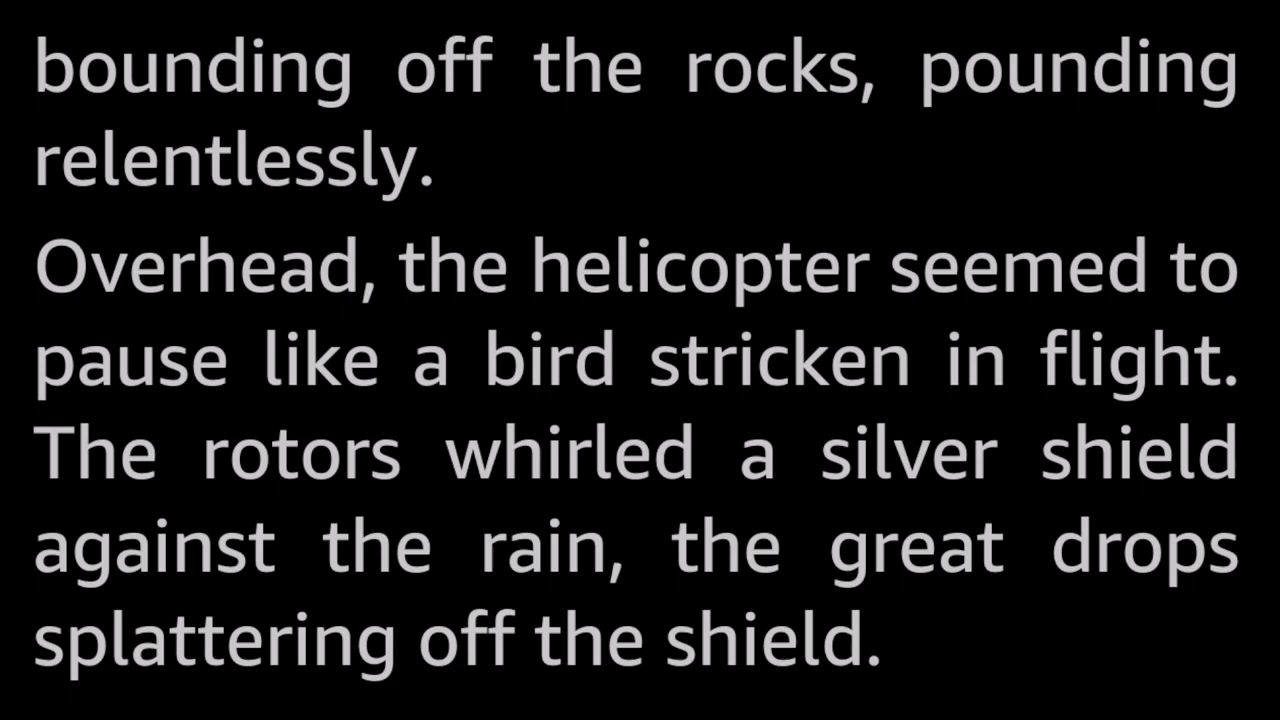 bounding off the rocks, pounding
relentlessly.
Overhead, the helicopter seemed to
pause like a bird stricken in flight.
The rotors whirled a silver shield
against the rain, the great drops
splattering off the shield.